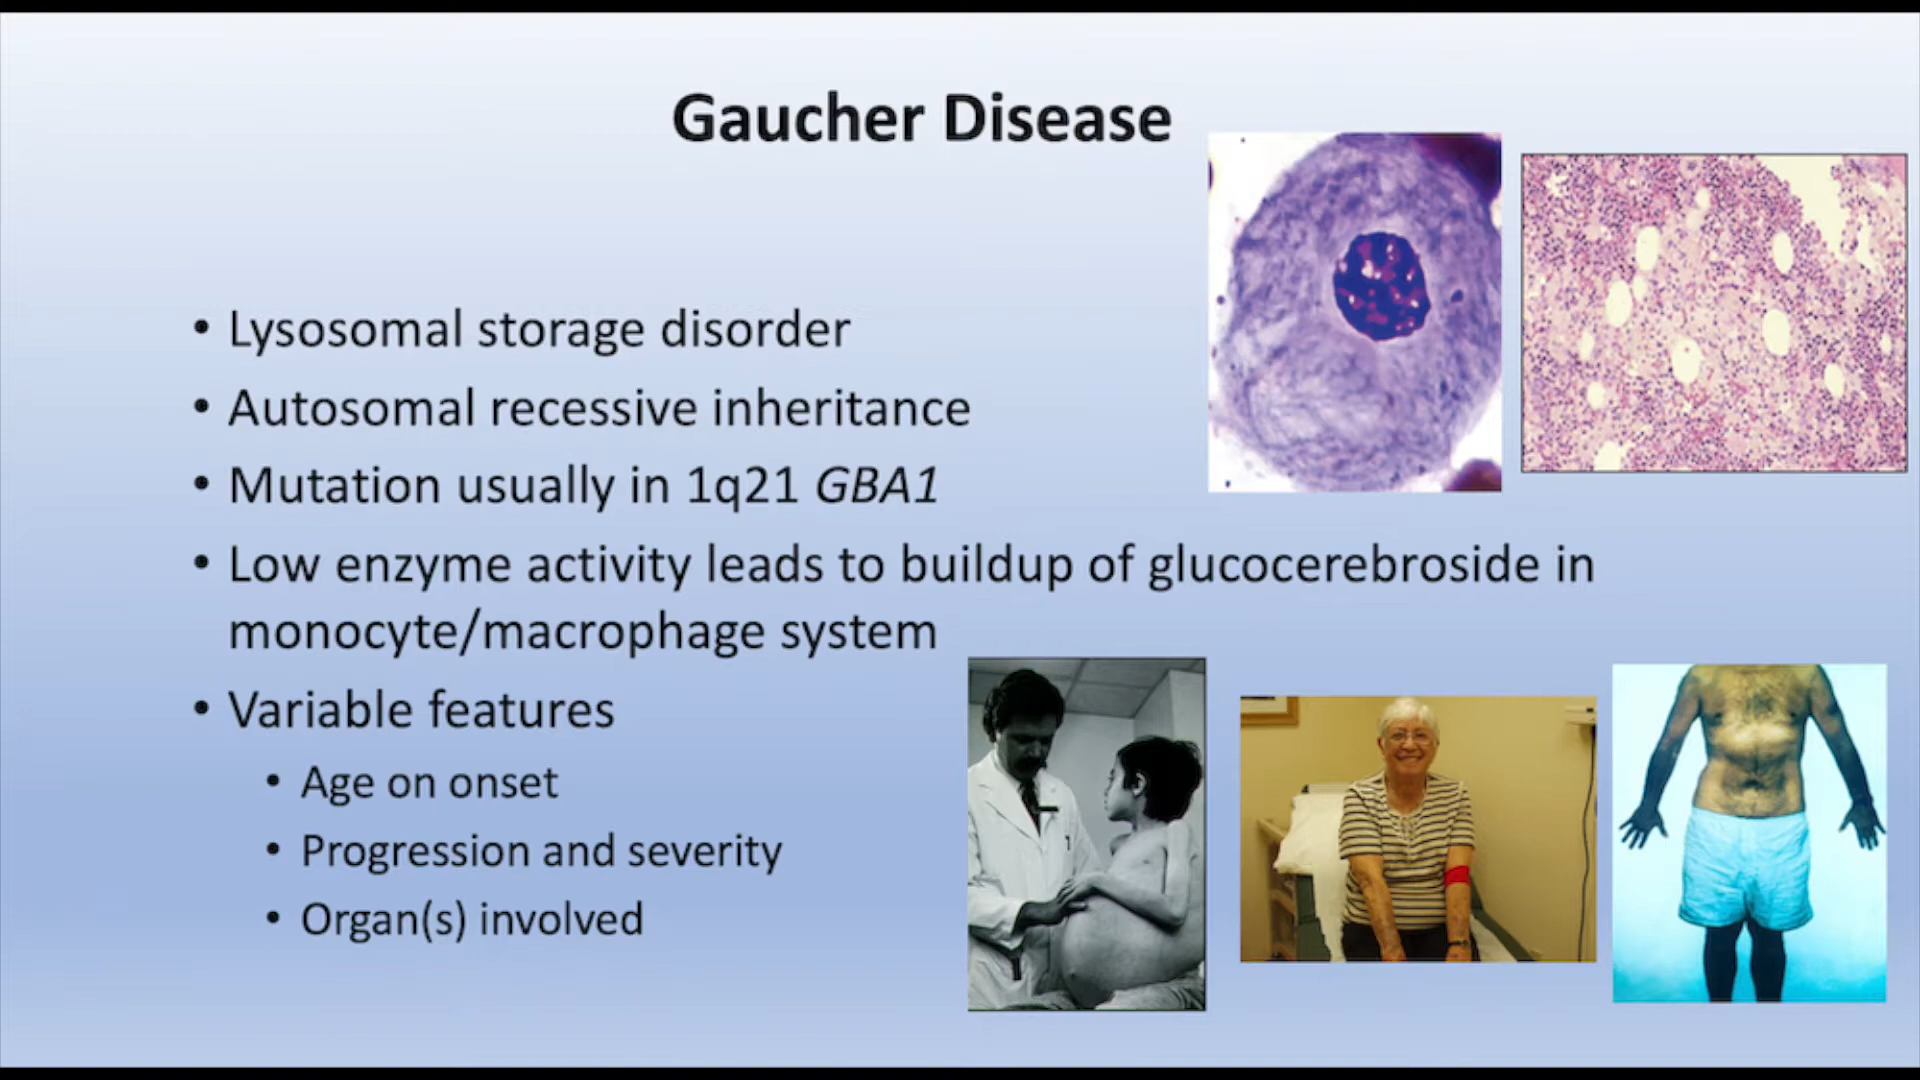 Gaucher Disease
• Lysosomal storage disorder
• Autosomal recessive inheritance
• Mutation usually in 1q21 GBA1
• Low enzyme activity leads to buildup of glucocerebroside in
monocyte/macrophage system
• Variable features
• Age on onset
• Progression and severity
• Organ(s) involved